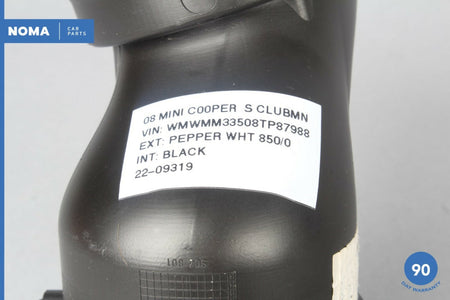 NOMA CAR PARTS
08 MINI COOPER S CLUBMN
VIN: WMWMM33508TP87988
EXT: PEPPER WHT 850/0
INT: BLACK
22-09319
90
DAY WARRANTY